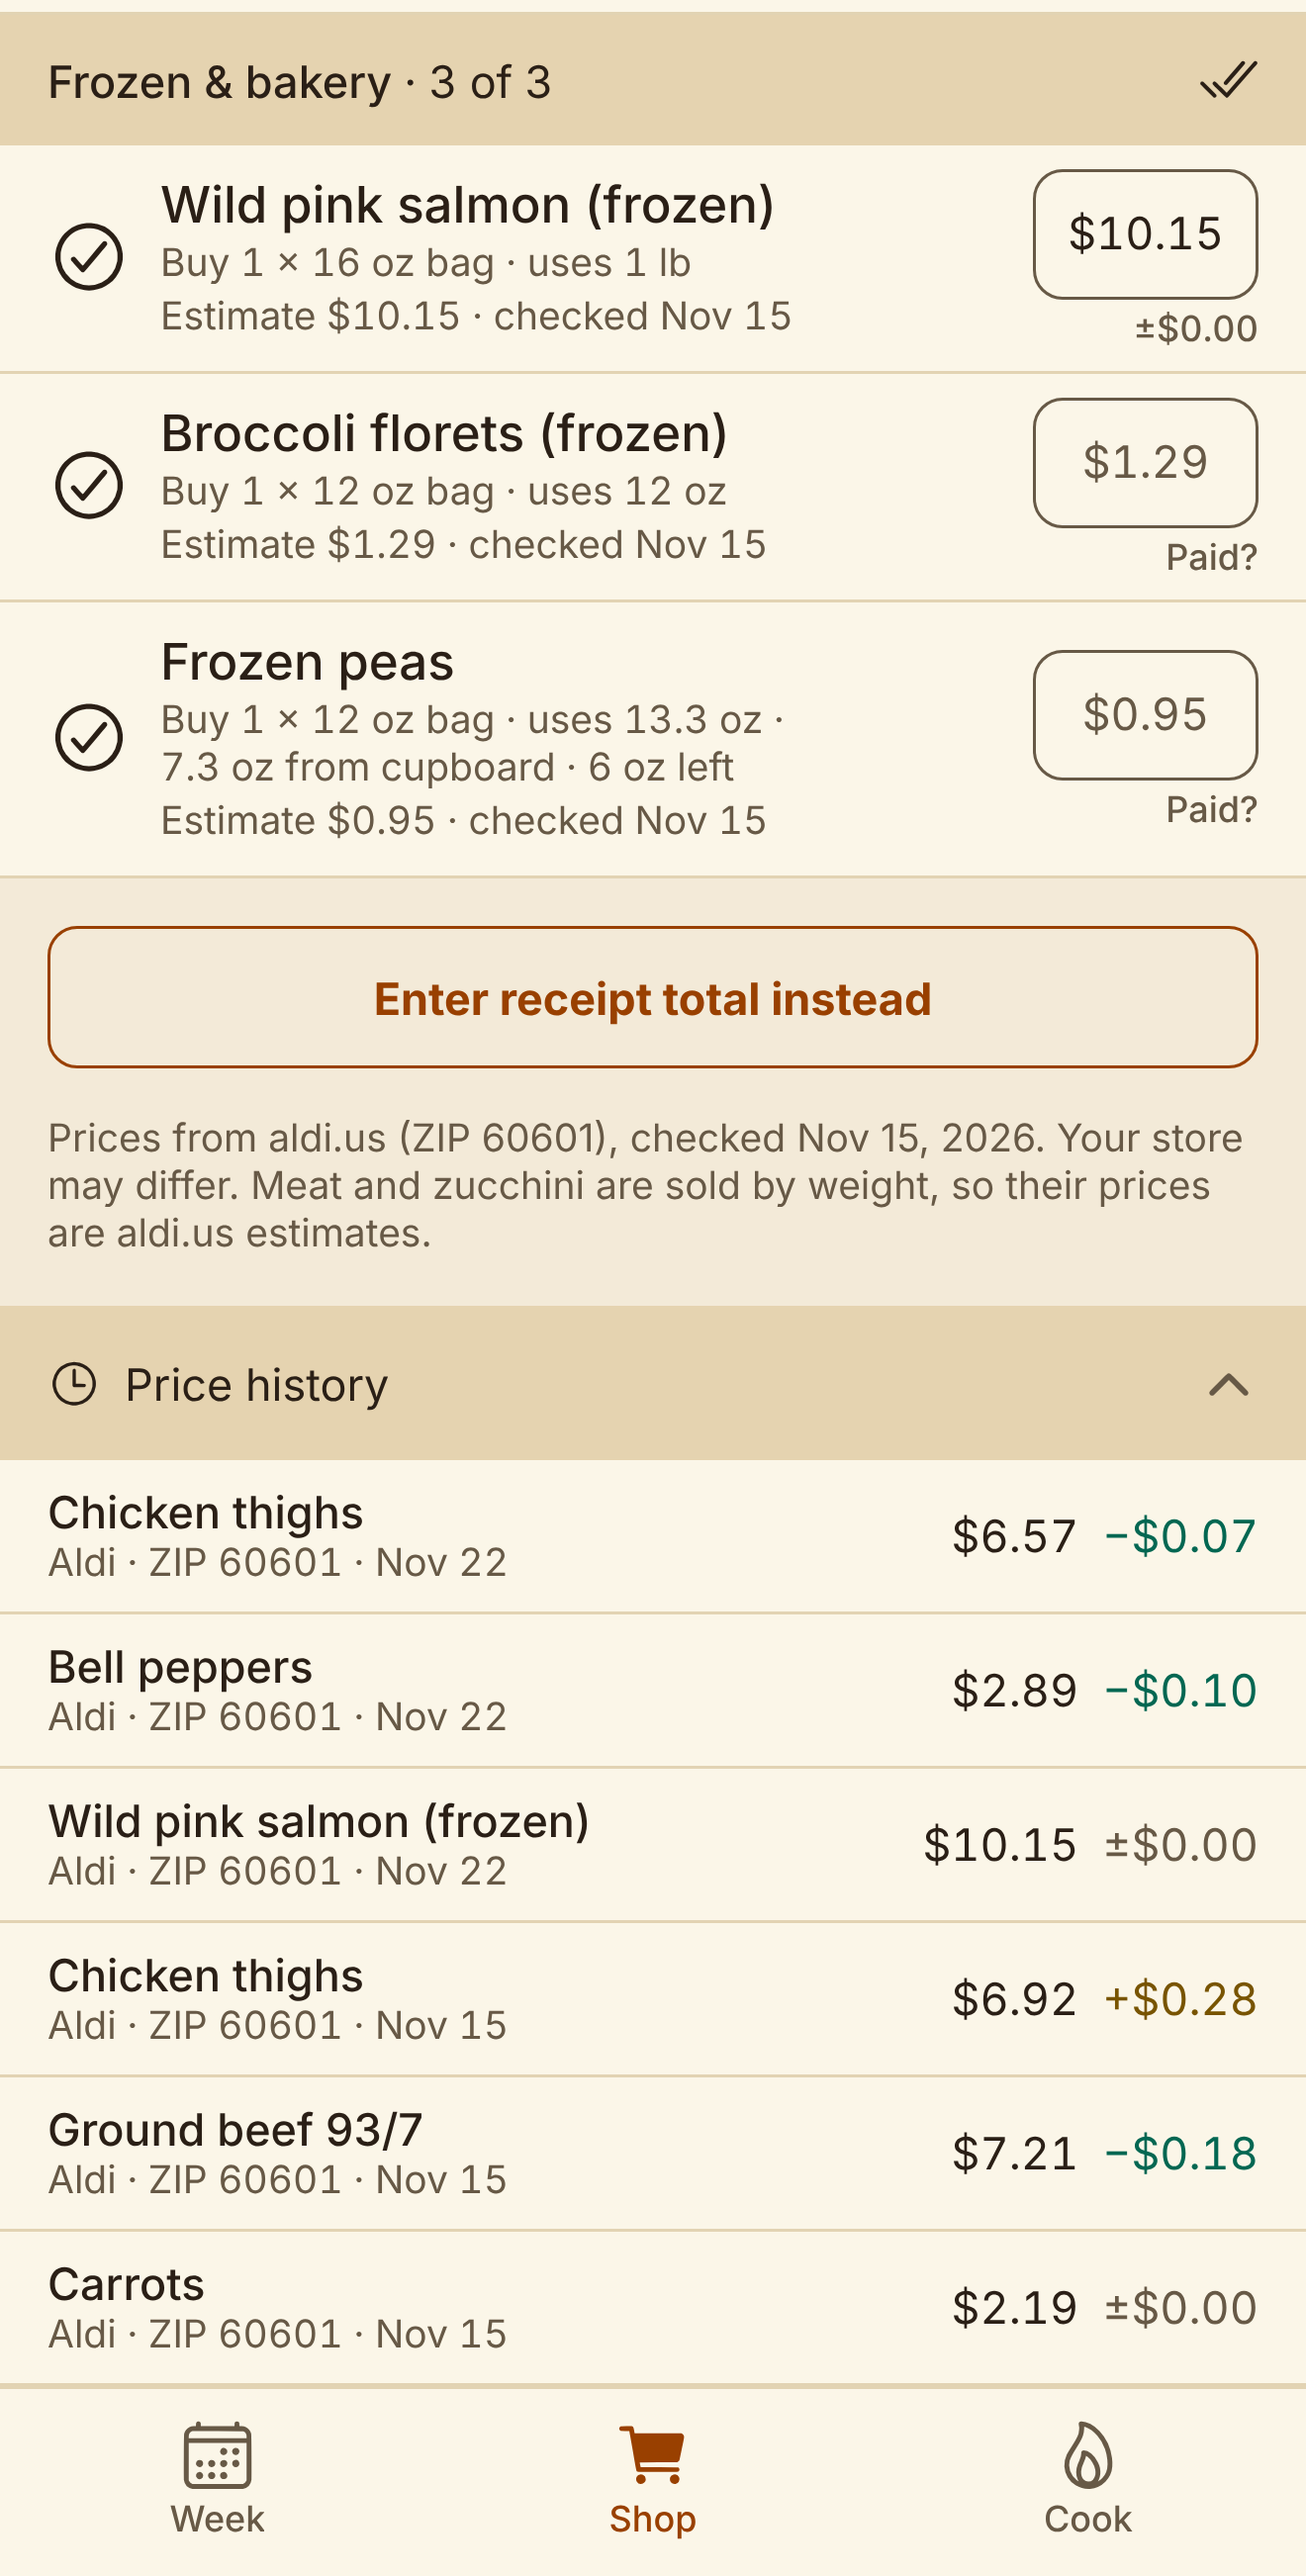 Frozen & bakery · 3 of 3
Wild pink salmon (frozen)
Buy 1 × 16 oz bag · uses 1 lb
Estimate $10.15 · checked Nov 15
$10.15
±$0.00
Broccoli florets (frozen)
Buy 1 × 12 oz bag · uses 12 oz
Estimate $1.29 · checked Nov 15
$1.29
Paid?
Frozen peas
Buy 1 × 12 oz bag · uses 13.3 oz ·
7.3 oz from cupboard · 6 oz left
Estimate $0.95 · checked Nov 15
$0.95
Paid?
Enter receipt total instead
Prices from aldi.us (ZIP 60601), checked Nov 15, 2026. Your store
may differ. Meat and zucchini are sold by weight, so their prices
are aldi.us estimates.
Price history
Chicken thighs
Aldi · ZIP 60601 · Nov 22
$6.57 −$0.07
Bell peppers
Aldi · ZIP 60601 · Nov 22
$2.89 −$0.10
Wild pink salmon (frozen)
Aldi · ZIP 60601 · Nov 22
$10.15 ±$0.00
Chicken thighs
Aldi · ZIP 60601 · Nov 15
$6.92 +$0.28
Ground beef 93/7
Aldi · ZIP 60601 · Nov 15
$7.21 −$0.18
Carrots
Aldi · ZIP 60601 · Nov 15
$2.19 ±$0.00
Week
Shop
Cook